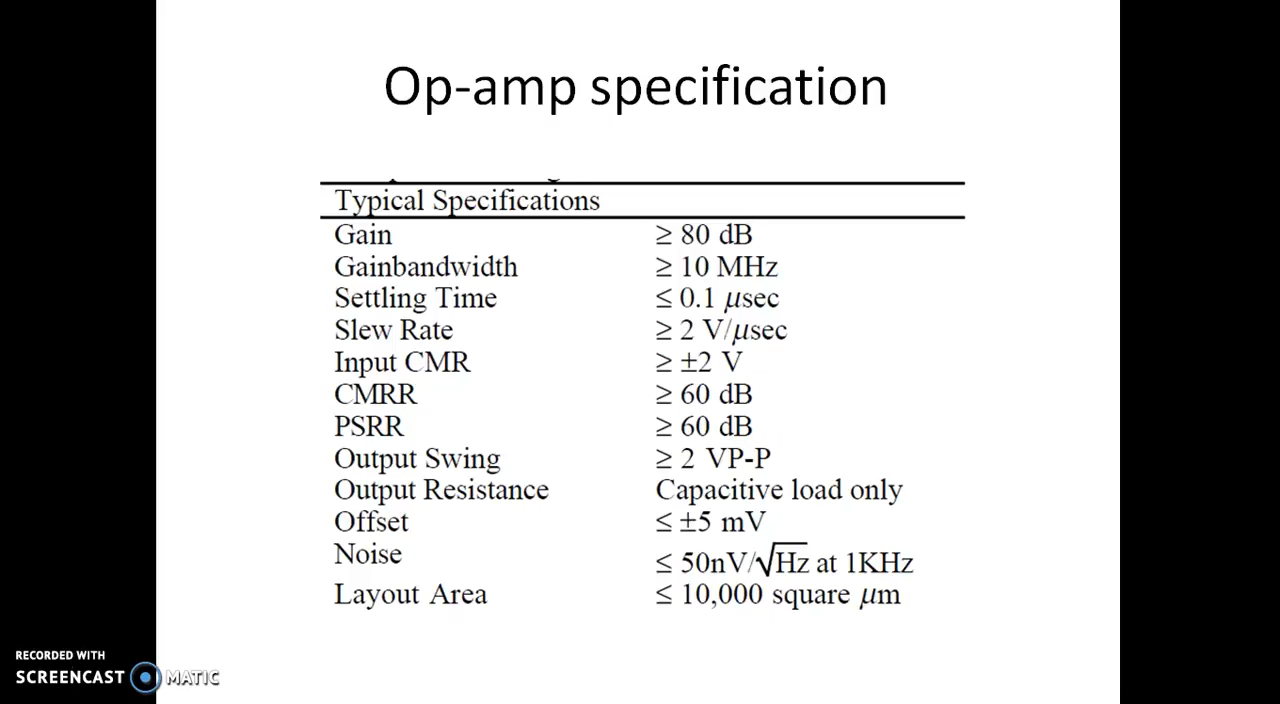 Op-amp specification
Typical Specifications
Gain ≥ 80 dB
Gainbandwidth ≥ 10 MHz
Settling Time ≤ 0.1 μsec
Slew Rate ≥ 2 V/μsec
Input CMR ≥ ±2 V
CMRR ≥ 60 dB
PSRR ≥ 60 dB
Output Swing ≥ 2 VP-P
Output Resistance Capacitive load only
Offset ≤ ±5 mV
Noise ≤ 50nV/√Hz at 1KHz
Layout Area ≤ 10,000 square μm
RECORDED WITH
SCREENCAST MATIC